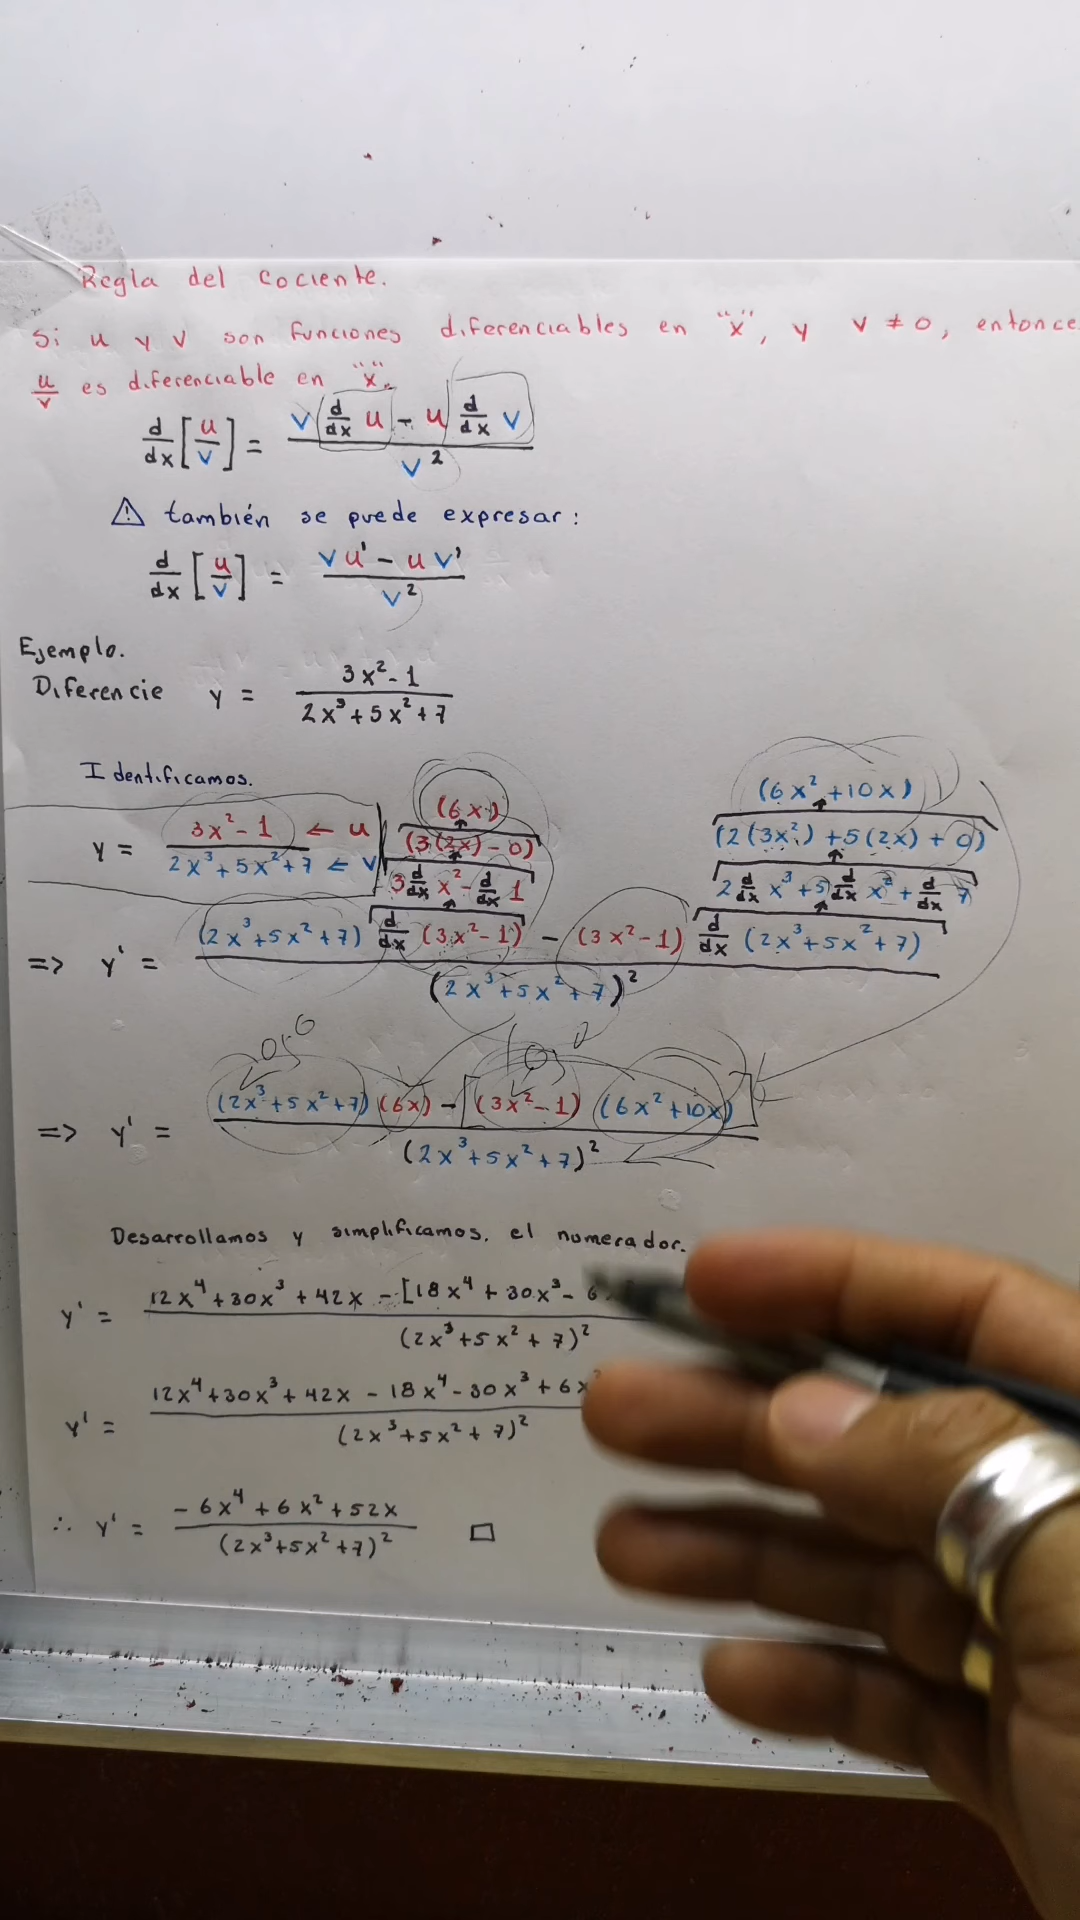 Regla del cociente.
Si u y v son funciones diferenciables en "x", y v ≠ 0, entonce
u/v es diferenciable en "x".
d/dx [u/v] = (v d/dx u - u d/dx v) / v²
⚠ también se puede expresar:
d/dx [u/v] = (v u' - u v') / v²
Ejemplo.
Diferencie y = (3x² - 1) / (2x³ + 5x² + 7)
Identificamos.
(6x) (6x² + 10x)
(3(2x) - 0) (2(3x²) + 5(2x) + 0)
3 d/dx x² - d/dx 1 2 d/dx x³ + 5 d/dx x² + d/dx 7
y = (3x² - 1 ← u) / (2x³ + 5x² + 7 ← v)
=> y' = ((2x³ + 5x² + 7) d/dx (3x² - 1) - (3x² - 1) d/dx (2x³ + 5x² + 7)) / (2x³ + 5x² + 7)²
=> y' = ((2x³ + 5x² + 7)(6x) - [(3x² - 1)(6x² + 10x)]) / (2x³ + 5x² + 7)²
Desarrollamos y simplificamos, el numerador.
y' = (12x⁴ + 30x³ + 42x - [18x⁴ + 30x³ - 6 / (2x³ + 5x² + 7)²
y' = (12x⁴ + 30x³ + 42x - 18x⁴ - 30x³ + 6x² / (2x³ + 5x² + 7)²
∴ y' = (-6x⁴ + 6x² + 52x) / (2x³ + 5x² + 7)² □